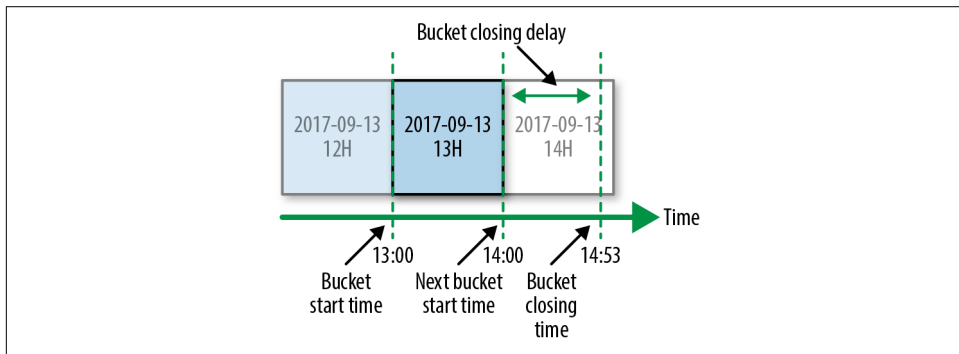 Bucket closing delay
2017-09-13
12H
2017-09-13
13H
2017-09-13
14H
Time
13:00
14:00
14:53
Bucket
start time
Next bucket
start time
Bucket
closing
time